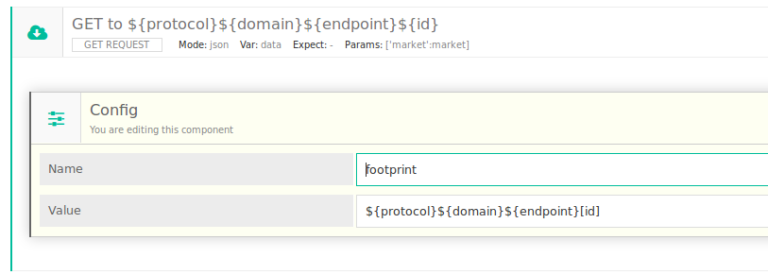 GET to ${protocol}${domain}${endpoint}${id}
GET REQUEST Mode: json Var: data Expect: - Params: ['market':market]
Config
You are editing this component
Name footprint
Value ${protocol}${domain}${endpoint}[id]